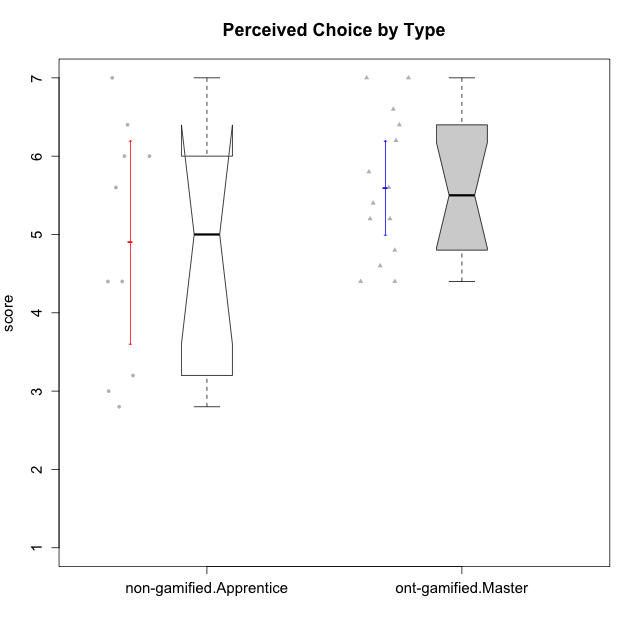 Perceived Choice by Type
7
6
5
4
3
2
1
score
non-gamified.Apprentice
ont-gamified.Master